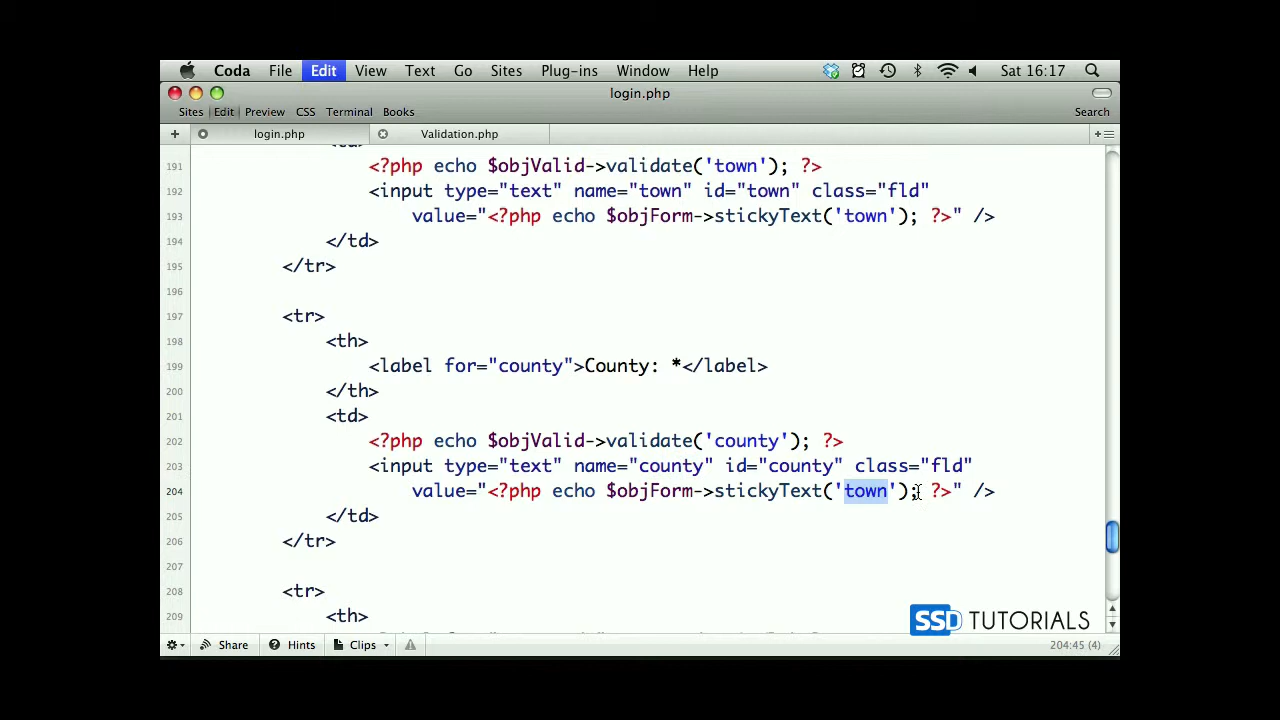 Coda File Edit View Text Go Sites Plug-ins Window Help Sat 16:17
login.php
Sites Edit Preview CSS Terminal Books Search
login.php Validation.php
191 <?php echo $objValid->validate('town'); ?>
192 <input type="text" name="town" id="town" class="fld"
193 value="<?php echo $objForm->stickyText('town'); ?>" />
194 </td>
195 </tr>
196
197 <tr>
198 <th>
199 <label for="county">County: *</label>
200 </th>
201 <td>
202 <?php echo $objValid->validate('county'); ?>
203 <input type="text" name="county" id="county" class="fld"
204 value="<?php echo $objForm->stickyText('town'); ?>" />
205 </td>
206 </tr>
207
208 <tr>
209 <th>
SSD TUTORIALS
Share Hints Clips 204:45 (4)